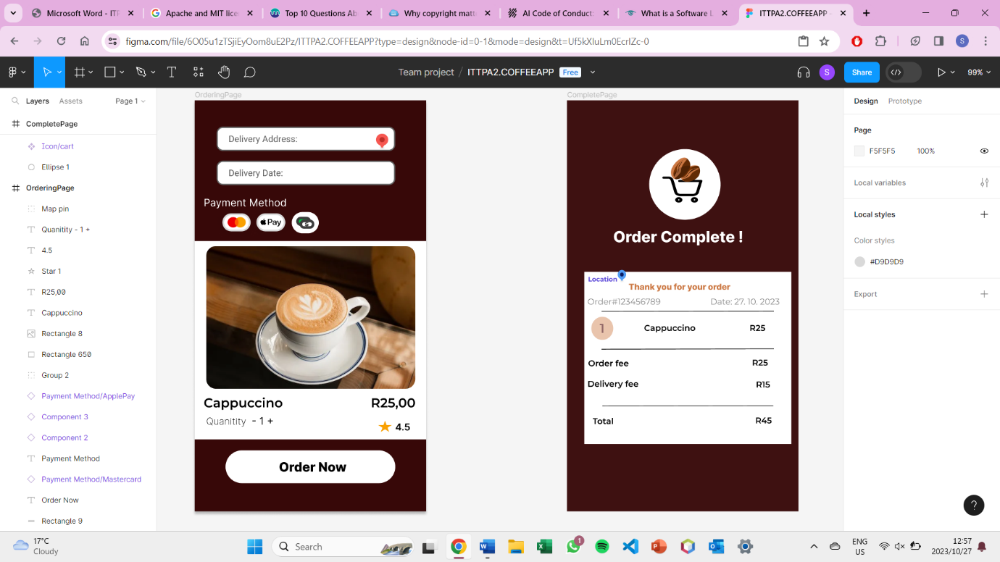 Microsoft Word - ITP
Apache and MIT lice
Top 10 Questions Ab
Why copyright matt
AI Code of Conduct:
What is a Software L
ITTPA2.COFFEEAPP -
figma.com/file/6O05u1zTSjiEyOom8uE2Pz/ITTPA2.COFFEEAPP?type=design&node-id=0-1&mode=design&t=Uf5kXluLm0EcrIZc-0
S
Team project / ITTPA2.COFFEEAPP Free
S
Share
99%
Layers
Assets
Page 1
CompletePage
Icon/cart
Ellipse 1
OrderingPage
Map pin
Quanitity - 1 +
4.5
Star 1
R25,00
Cappuccino
Rectangle 8
Rectangle 650
Group 2
Payment Method/ApplePay
Component 3
Component 2
Payment Method
Payment Method/Mastercard
Order Now
Rectangle 9
OrderingPage
Delivery Address:
Delivery Date:
Payment Method
Pay
Cappuccino R25,00
Quanitity - 1 +
4.5
Order Now
CompletePage
Order Complete !
Location
Thank you for your order
Order#123456789 Date: 27. 10. 2023
1 Cappuccino R25
Order fee R25
Delivery fee R15
Total R45
Design
Prototype
Page
F5F5F5 100%
Local variables
Local styles
Color styles
#D9D9D9
Export
?
17°C
Cloudy
Search
1
ENG
US
12:57
2023/10/27